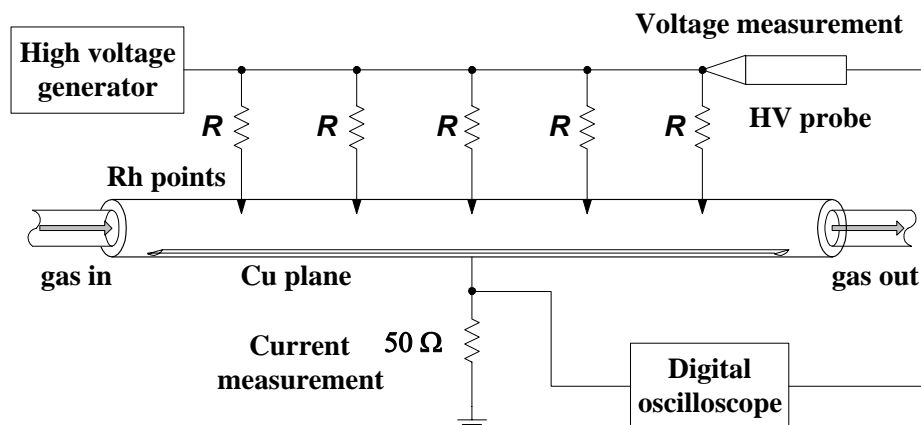 Voltage measurement
High voltage
generator
R
R
R
R
R
HV probe
Rh points
gas in
Cu plane
gas out
Current
measurement
50 Ω
Digital
oscilloscope